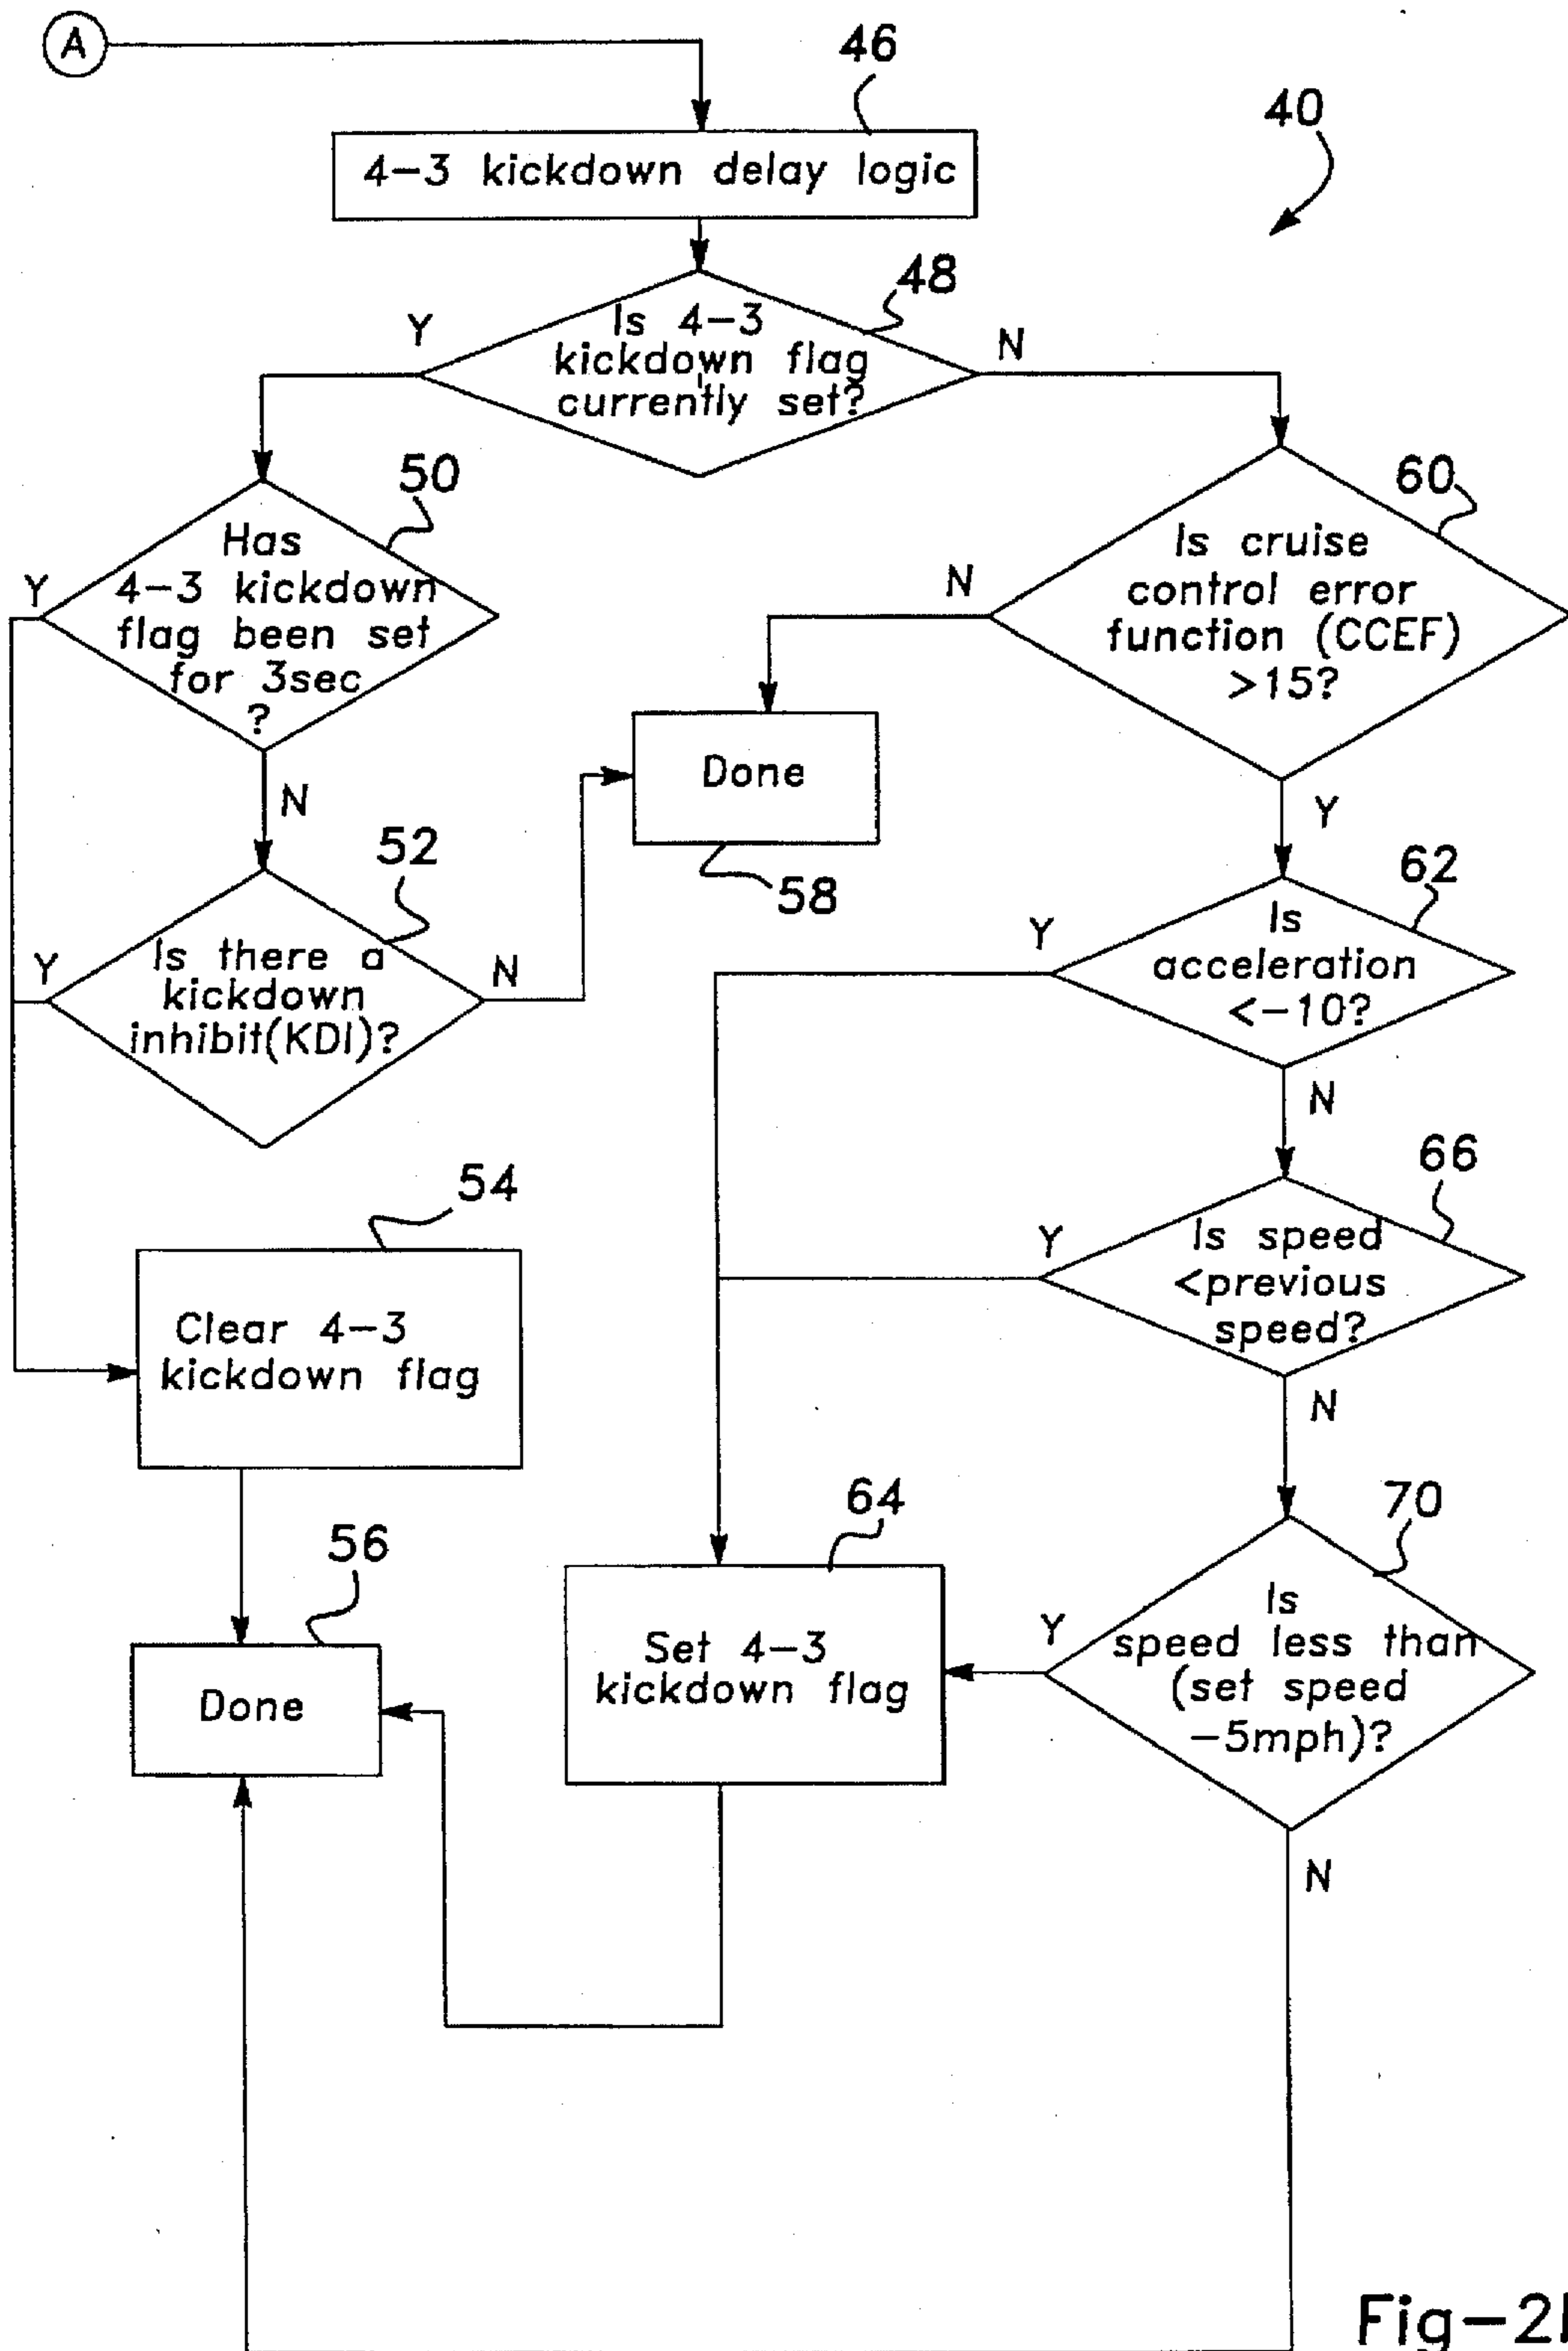 A
46
40
4-3 kickdown delay logic
48
Y
Is 4-3
kickdown flag
currently set?
N
50
60
Has
4-3 kickdown
flag been set
for 3sec
?
Y
N
Is cruise
control error
function (CCEF)
>15?
N
Done
58
Y
52
62
Y
Is there a
kickdown
inhibit(KDI)?
N
Y
Is
acceleration
<-10?
N
54
66
Y
Is speed
<previous
speed?
N
Clear 4-3
kickdown flag
64
70
56
Set 4-3
kickdown flag
Y
Is
speed less than
(set speed
-5mph)?
Done
N